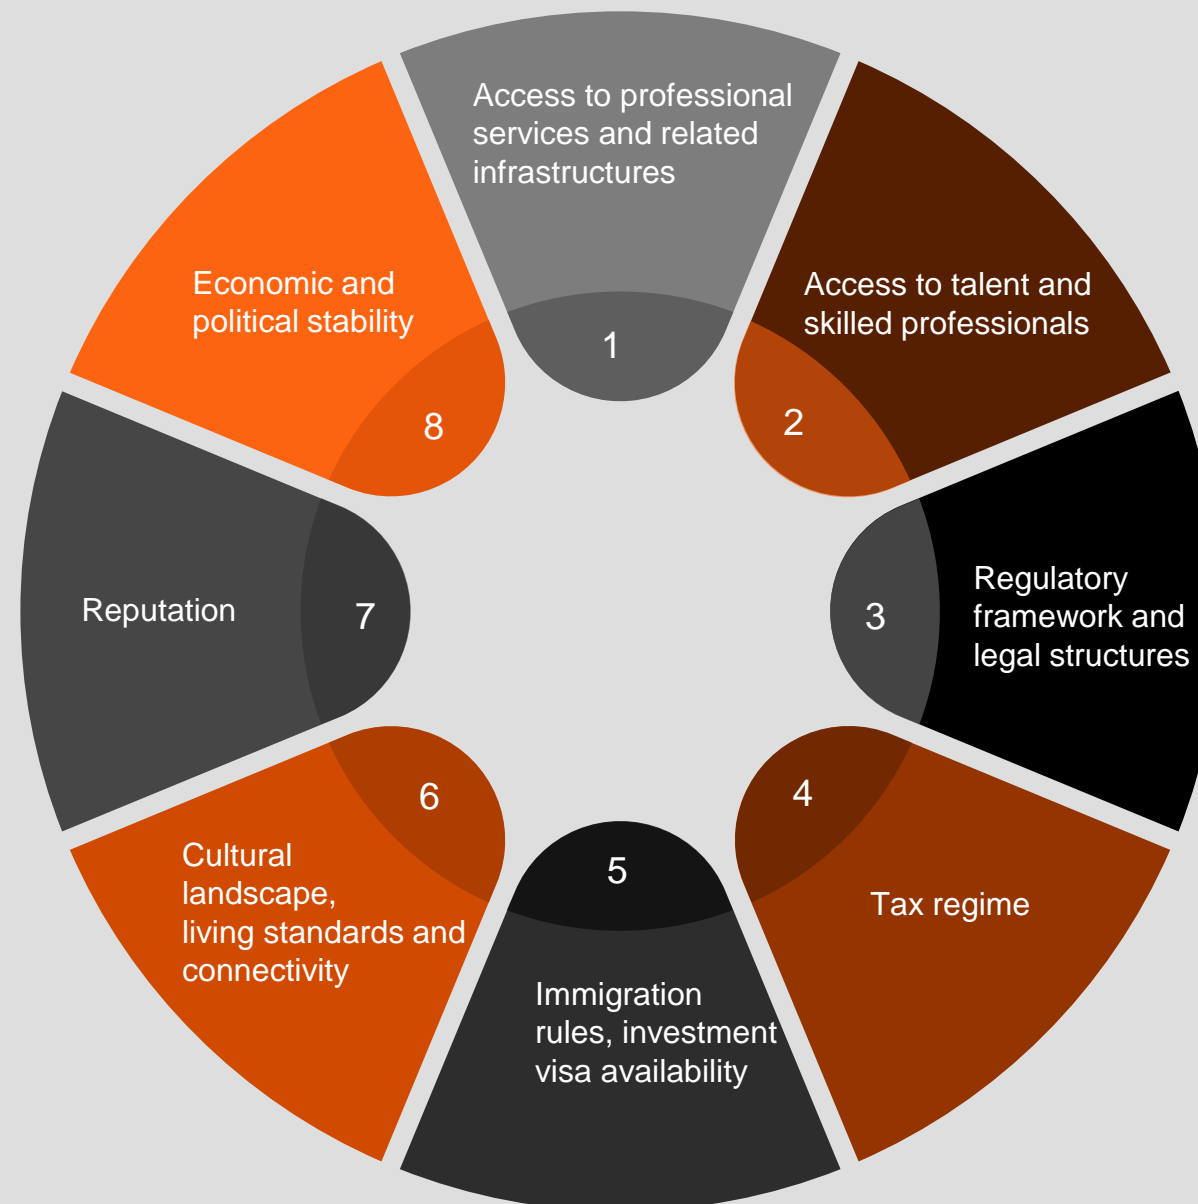 Access to professional
services and related
infrastructures
1
Access to talent and
skilled professionals
2
Regulatory
framework and
legal structures
3
Tax regime
4
Immigration
rules, investment
visa availability
5
Cultural
landscape,
living standards and
connectivity
6
Reputation
7
Economic and
political stability
8